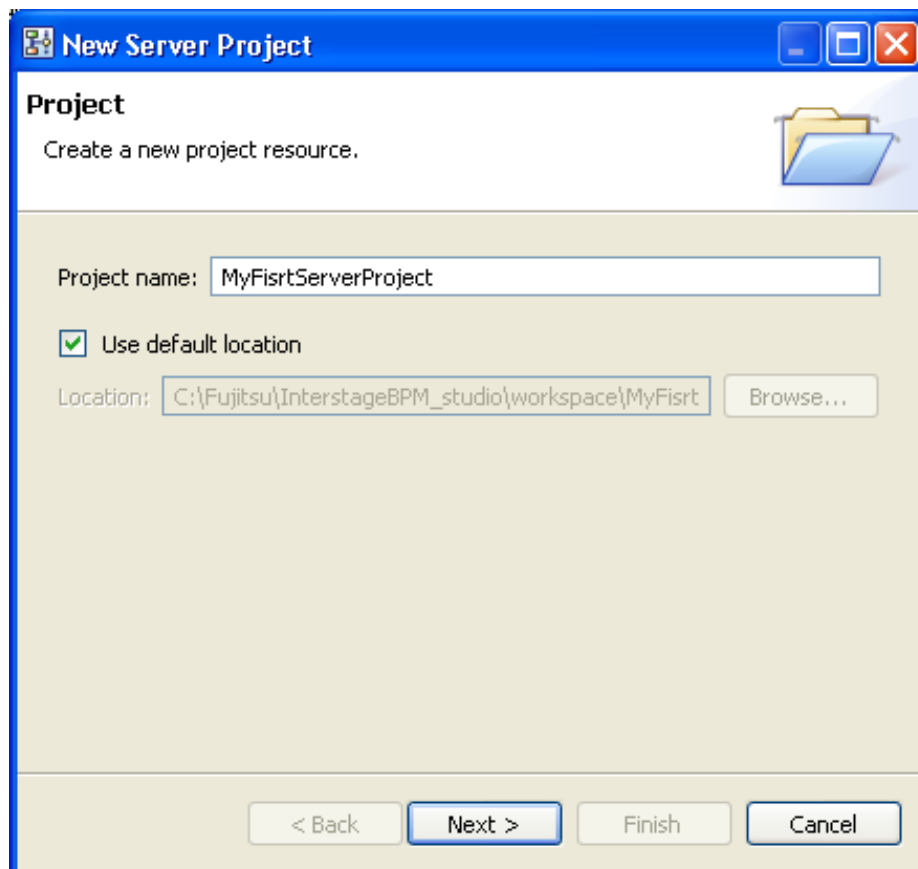 New Server Project
Project
Create a new project resource.
Project name: MyFisrtServerProject
Use default location
Location: C:\Fujitsu\InterstageBPM_studio\workspace\MyFisrt Browse...
< Back Next > Finish Cancel